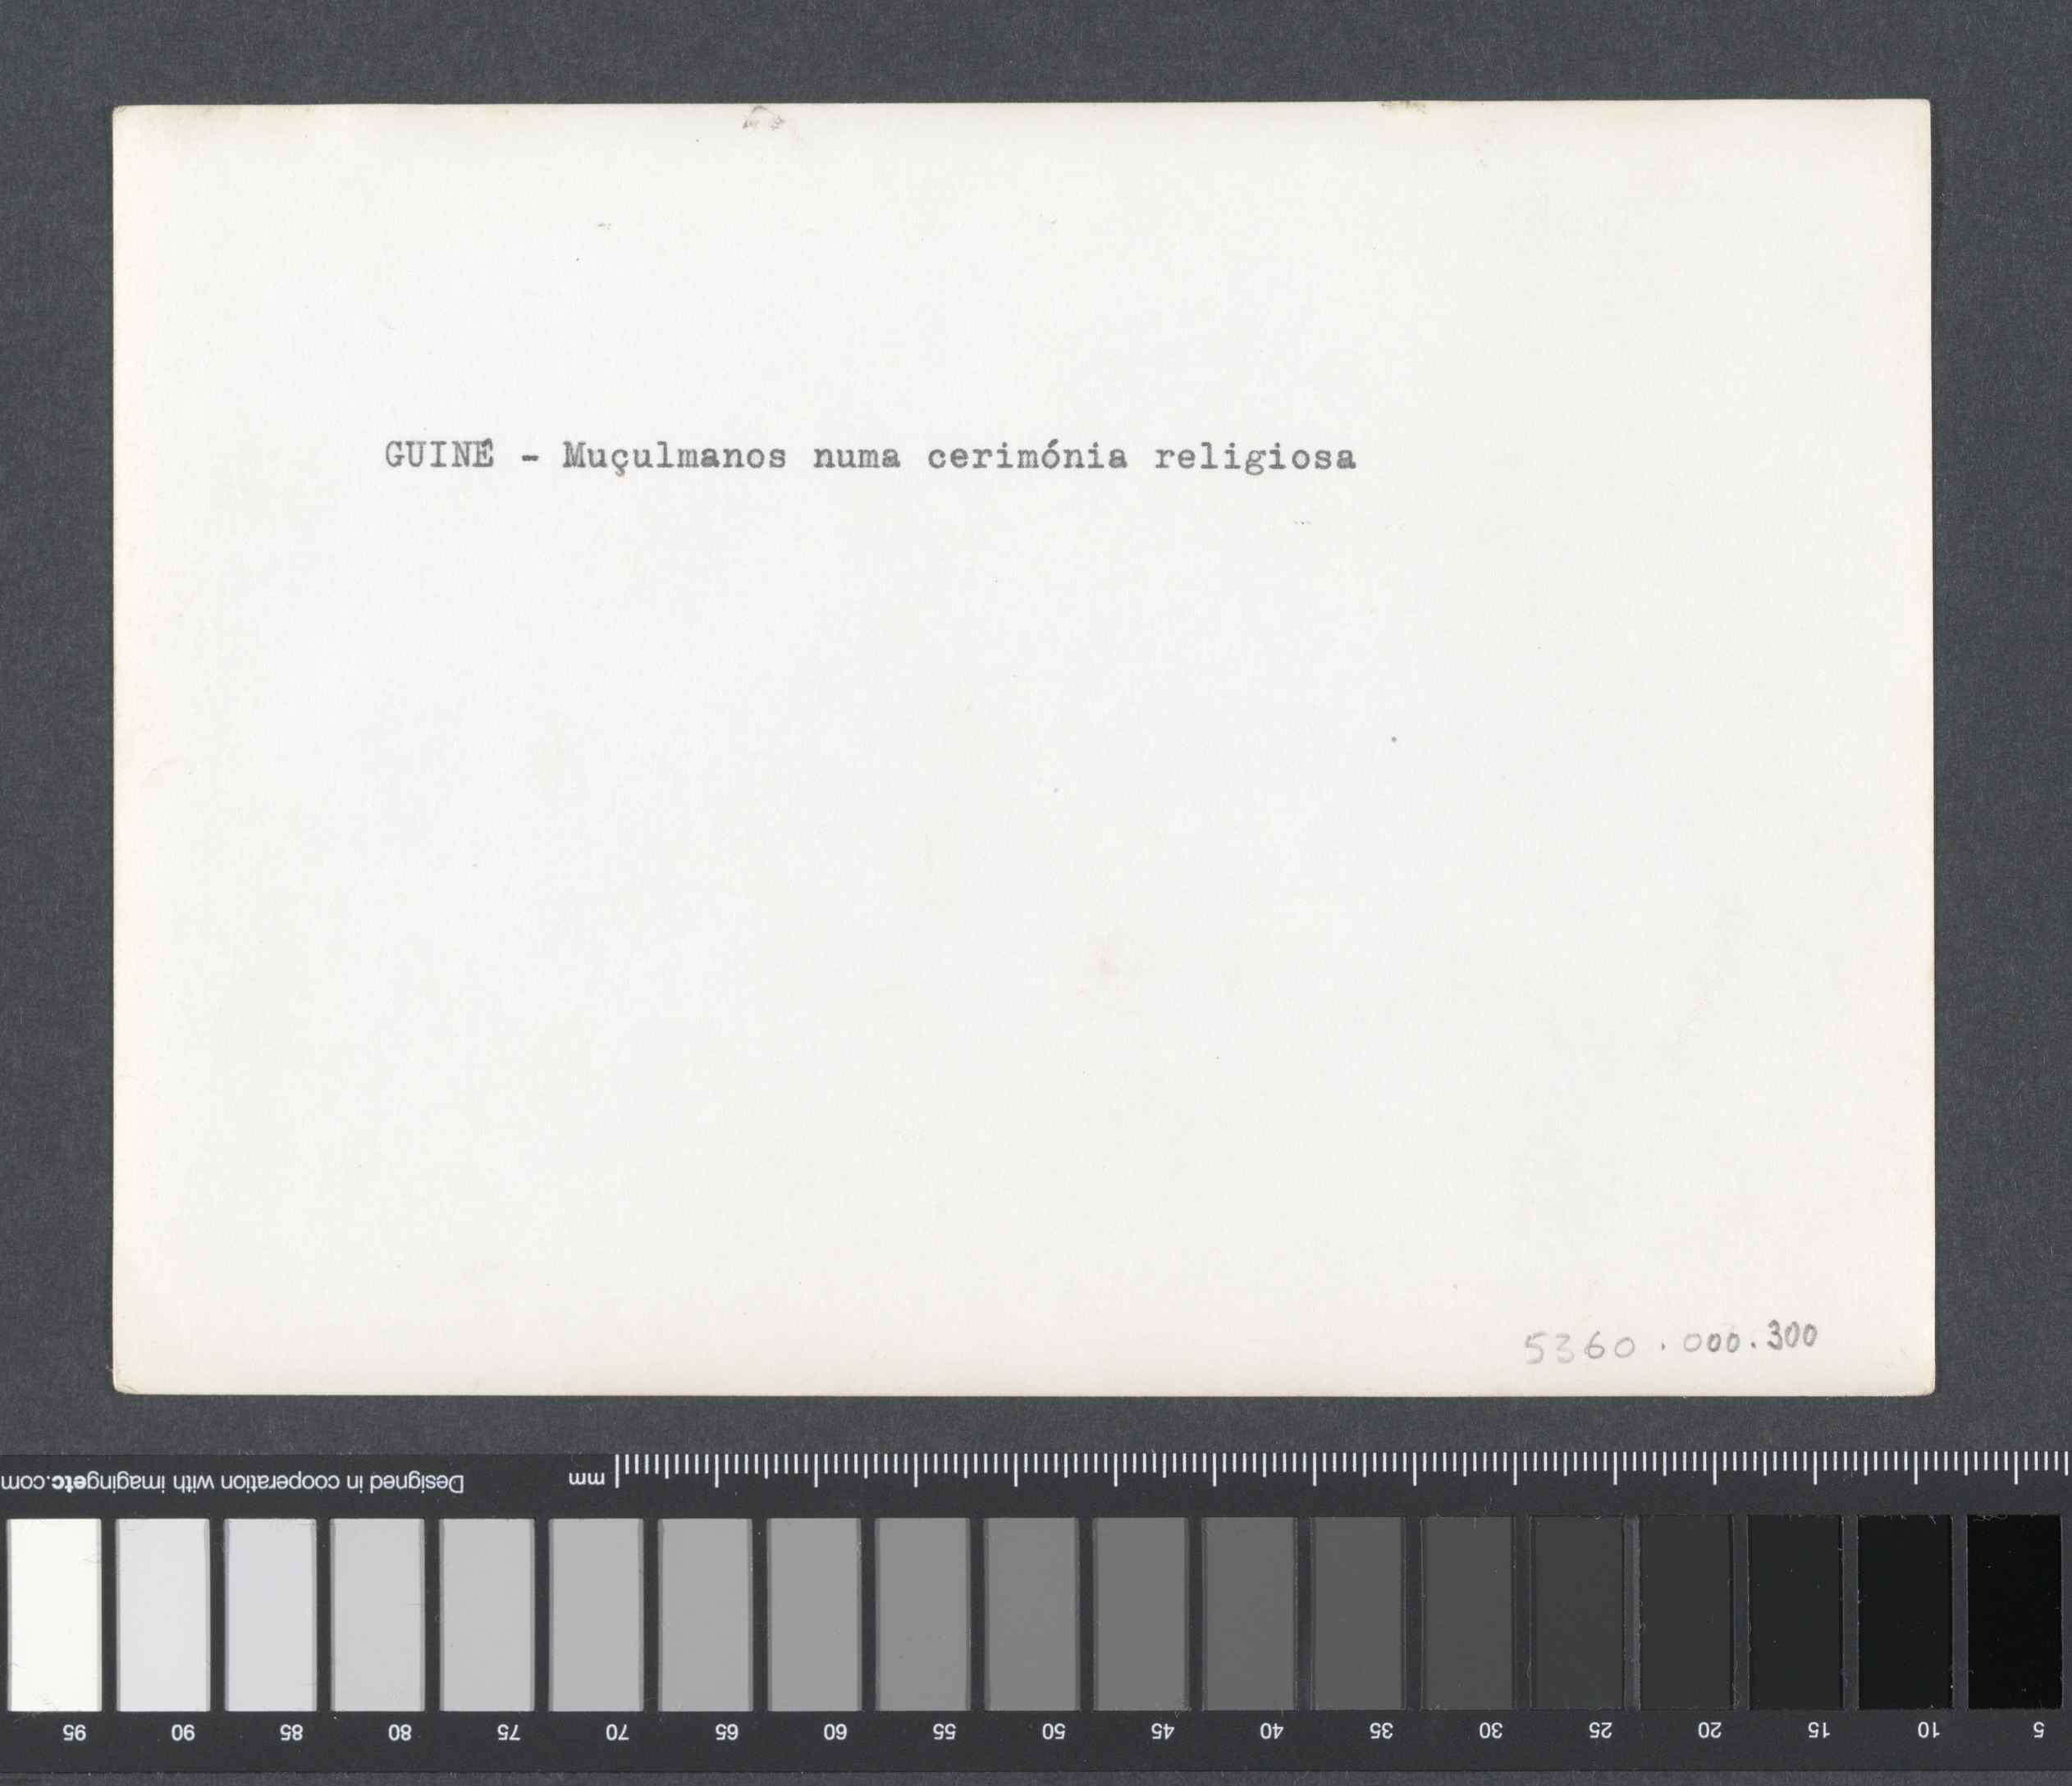 GUINÉ - Muçulmanos numa cerimónia religiosa
5360.000.300
Designed in cooperation with imagingetc.com
mm
95 90 85 80 75 70 65 60 55 50 45 40 35 30 25 20 15 10 5